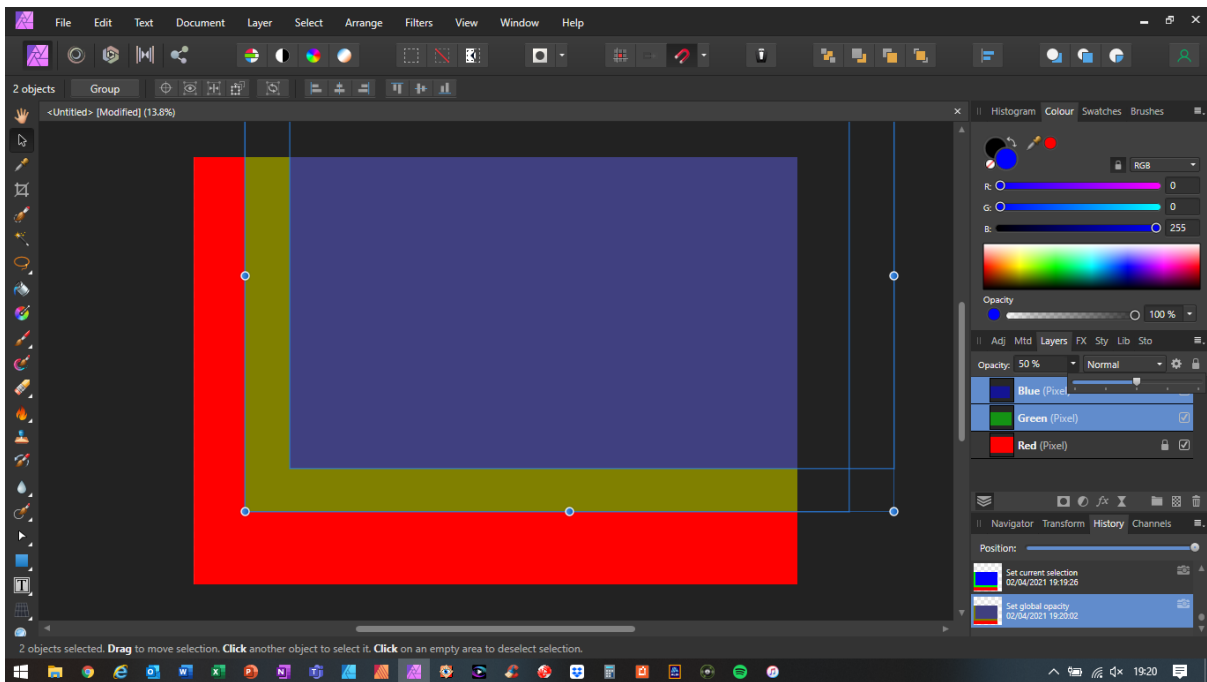 File Edit Text Document Layer Select Arrange Filters View Window Help
2 objects Group
<Untitled> [Modified] (13.8%)
Histogram Colour Swatches Brushes
RGB
R: 0
G: 0
B: 255
Opacity
100 %
Adj Mtd Layers FX Sty Lib Sto
Opacity: 50 % Normal
Blue (Pixel)
Green (Pixel)
Red (Pixel)
Navigator Transform History Channels
Position:
Set current selection
02/04/2021 19:19:26
Set global opacity
02/04/2021 19:20:02
2 objects selected. Drag to move selection. Click another object to select it. Click on an empty area to deselect selection.
19:20